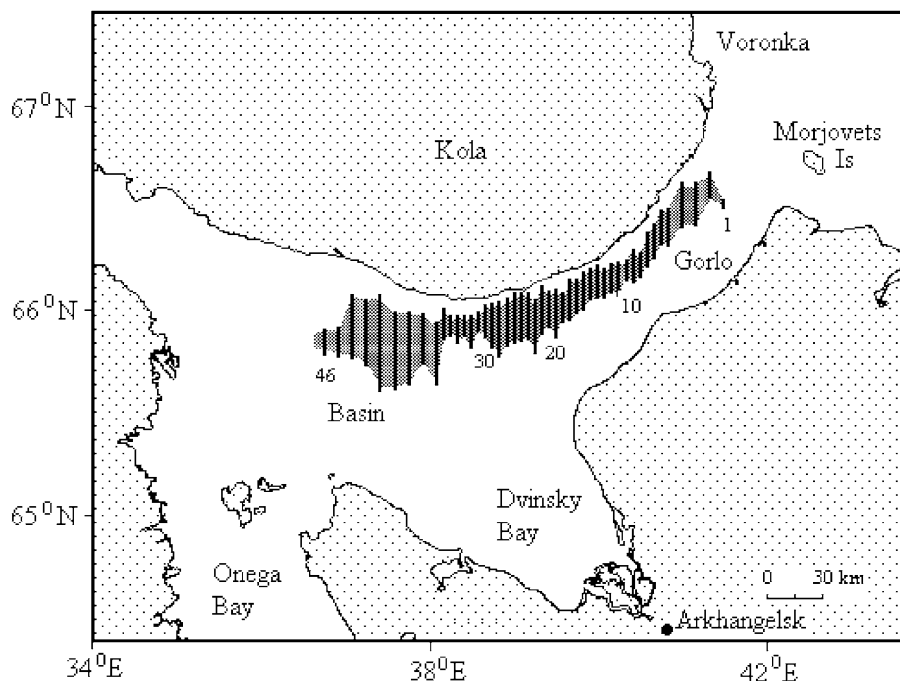 Voronka
67⁰N
Morjovets
Is
Kola
1
Gorlo
10
66⁰N
20
30
46
Basin
Dvinsky
Bay
65⁰N
Onega
Bay
0 30 km
Arkhangelsk
34⁰E 38⁰E 42⁰E